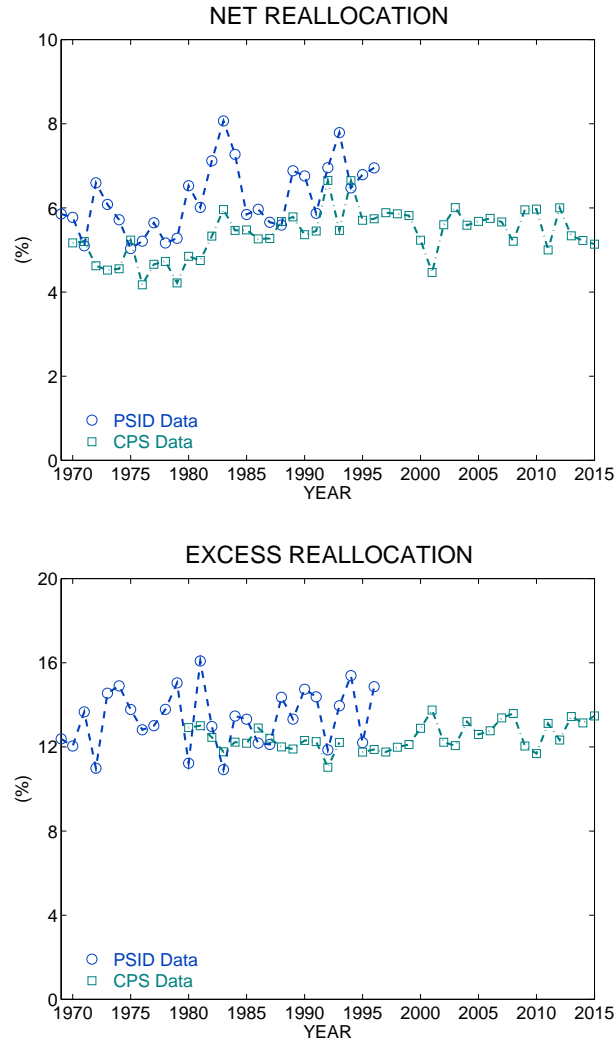 NET REALLOCATION
10
8
6
4
2
0
(%)
PSID Data
CPS Data
1970 1975 1980 1985 1990 1995 2000 2005 2010 2015
YEAR
EXCESS REALLOCATION
20
16
12
8
4
0
(%)
PSID Data
CPS Data
1970 1975 1980 1985 1990 1995 2000 2005 2010 2015
YEAR